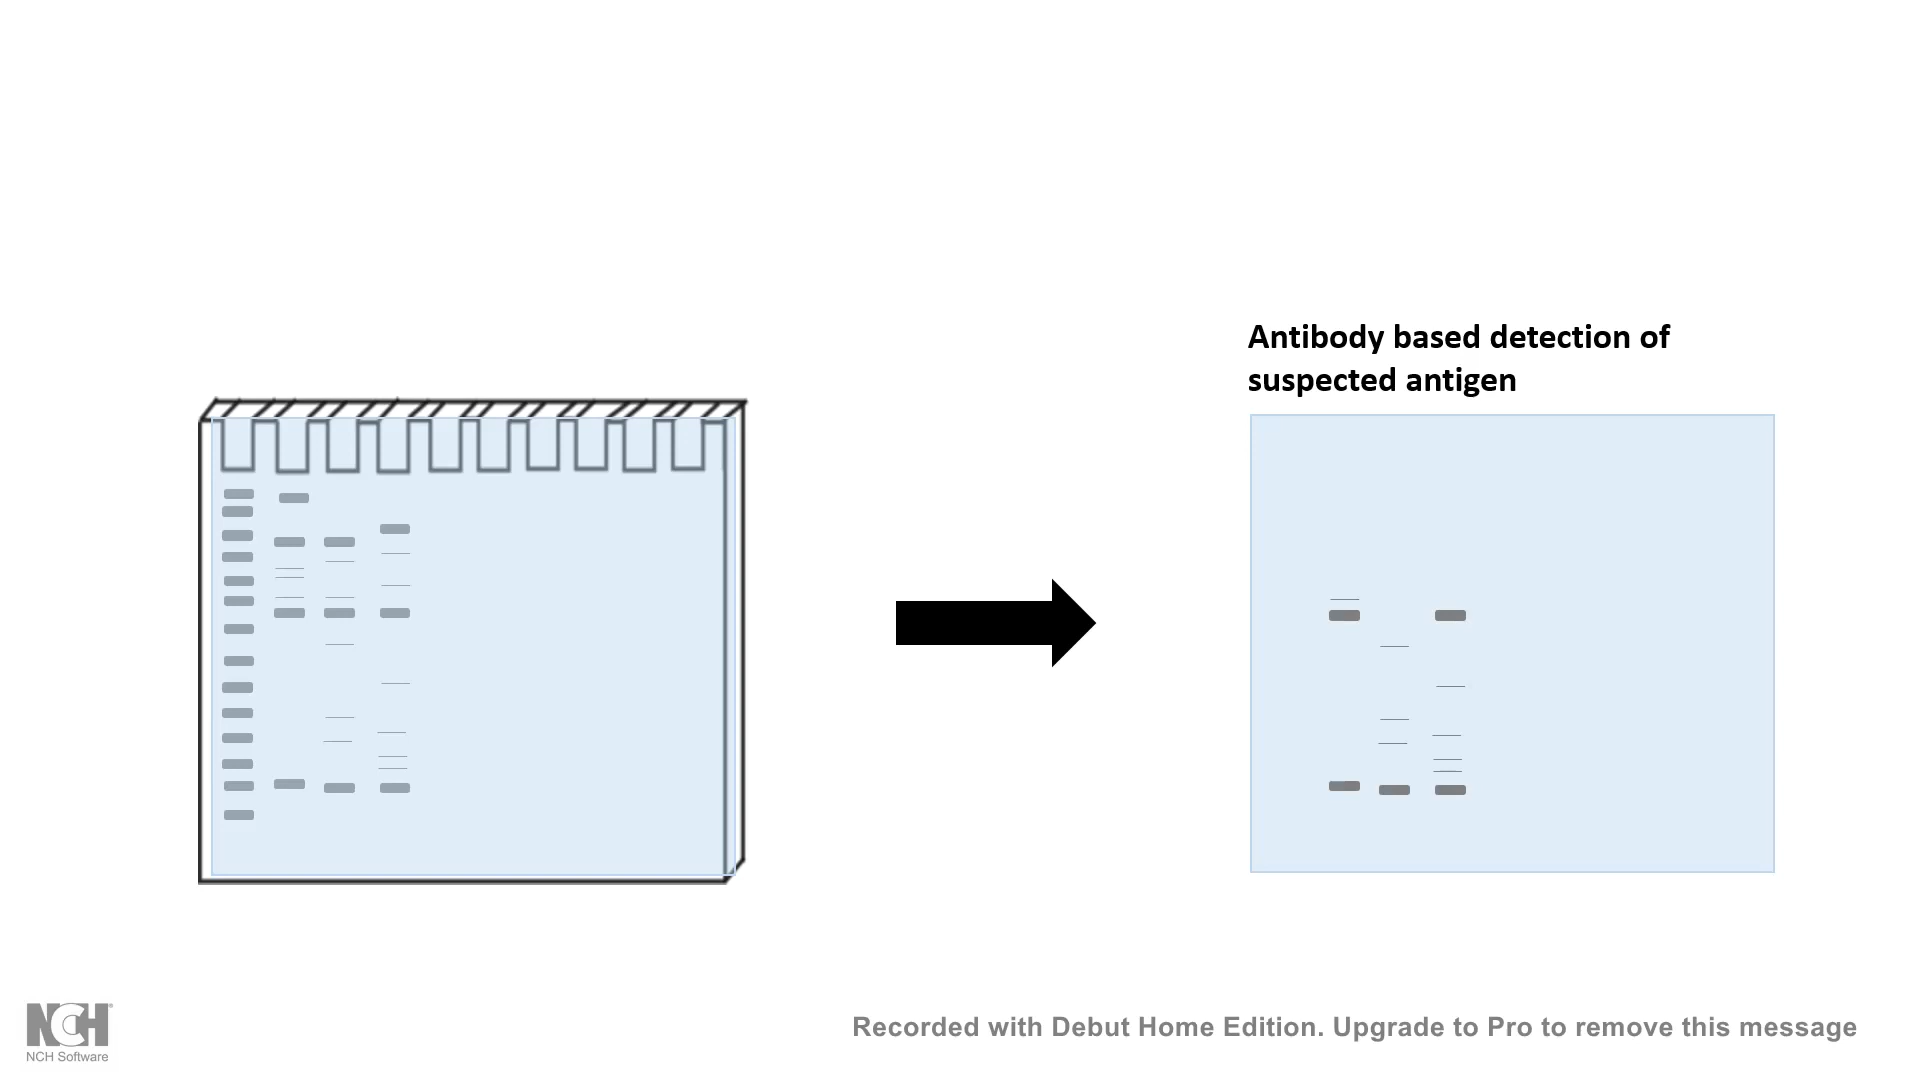 Antibody based detection of
suspected antigen
NCH
NCH Software
Recorded with Debut Home Edition. Upgrade to Pro to remove this message